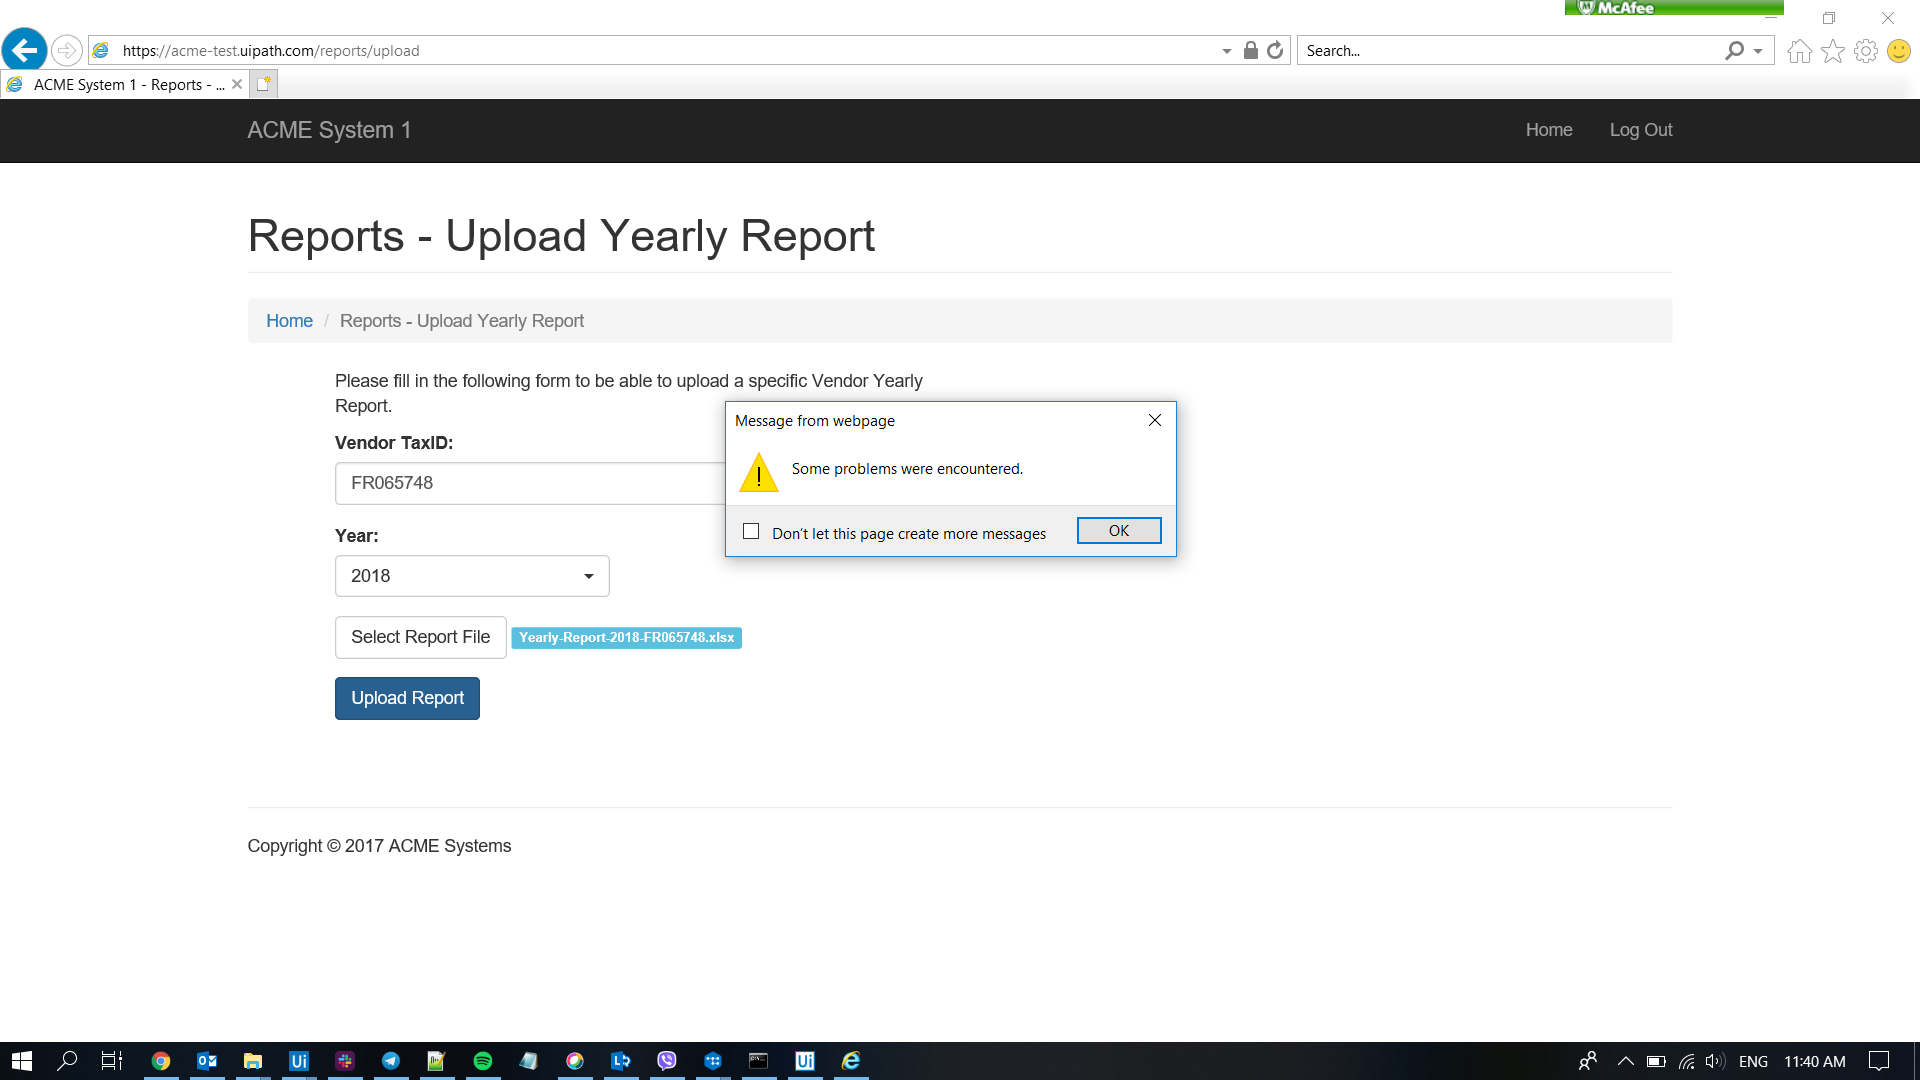 McAfee
https://acme-test.uipath.com/reports/upload
Search...
ACME System 1 - Reports - ...
ACME System 1
Home
Log Out
Reports - Upload Yearly Report
Home / Reports - Upload Yearly Report
Please fill in the following form to be able to upload a specific Vendor Yearly
Report.
Vendor TaxID:
FR065748
Year:
2018
Select Report File
Yearly-Report-2018-FR065748.xlsx
Upload Report
Message from webpage
Some problems were encountered.
Don't let this page create more messages
OK
Copyright © 2017 ACME Systems
Ui
Ui
ENG
11:40 AM